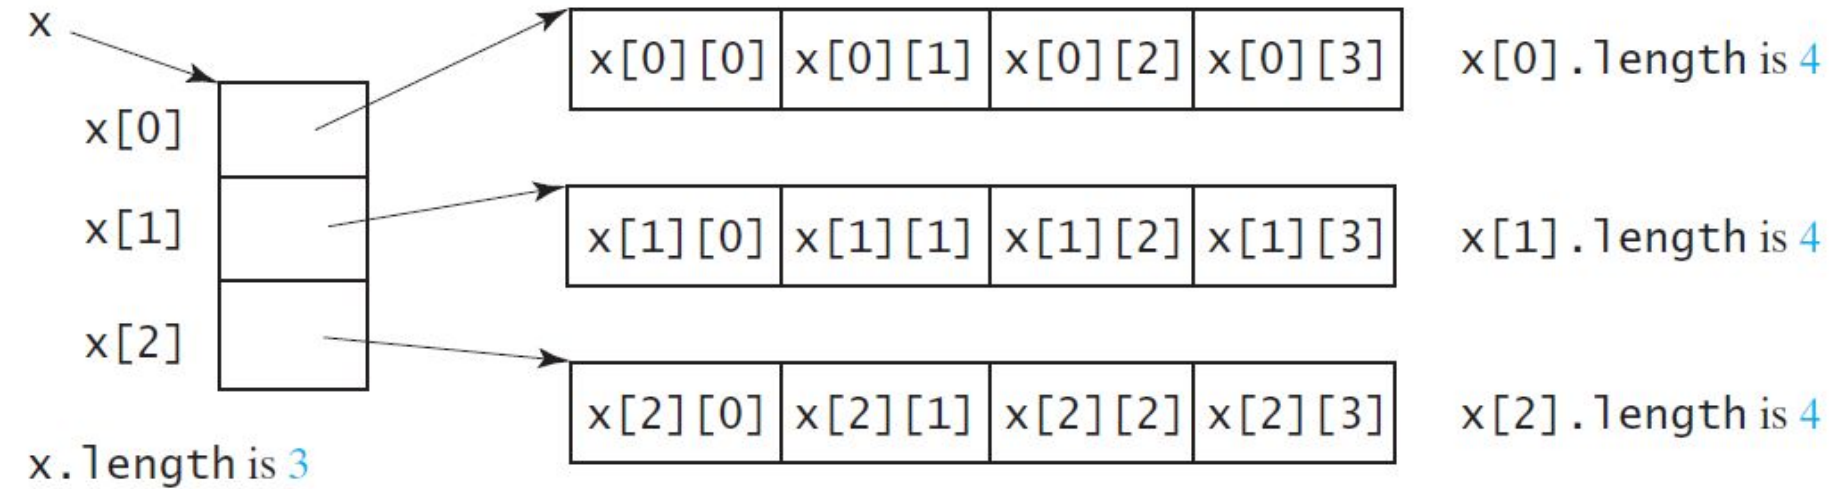 x
x[0][0] x[0][1] x[0][2] x[0][3] x[0].length is 4
x[0]
x[1]
x[1][0] x[1][1] x[1][2] x[1][3] x[1].length is 4
x[2]
x[2][0] x[2][1] x[2][2] x[2][3] x[2].length is 4
x.length is 3